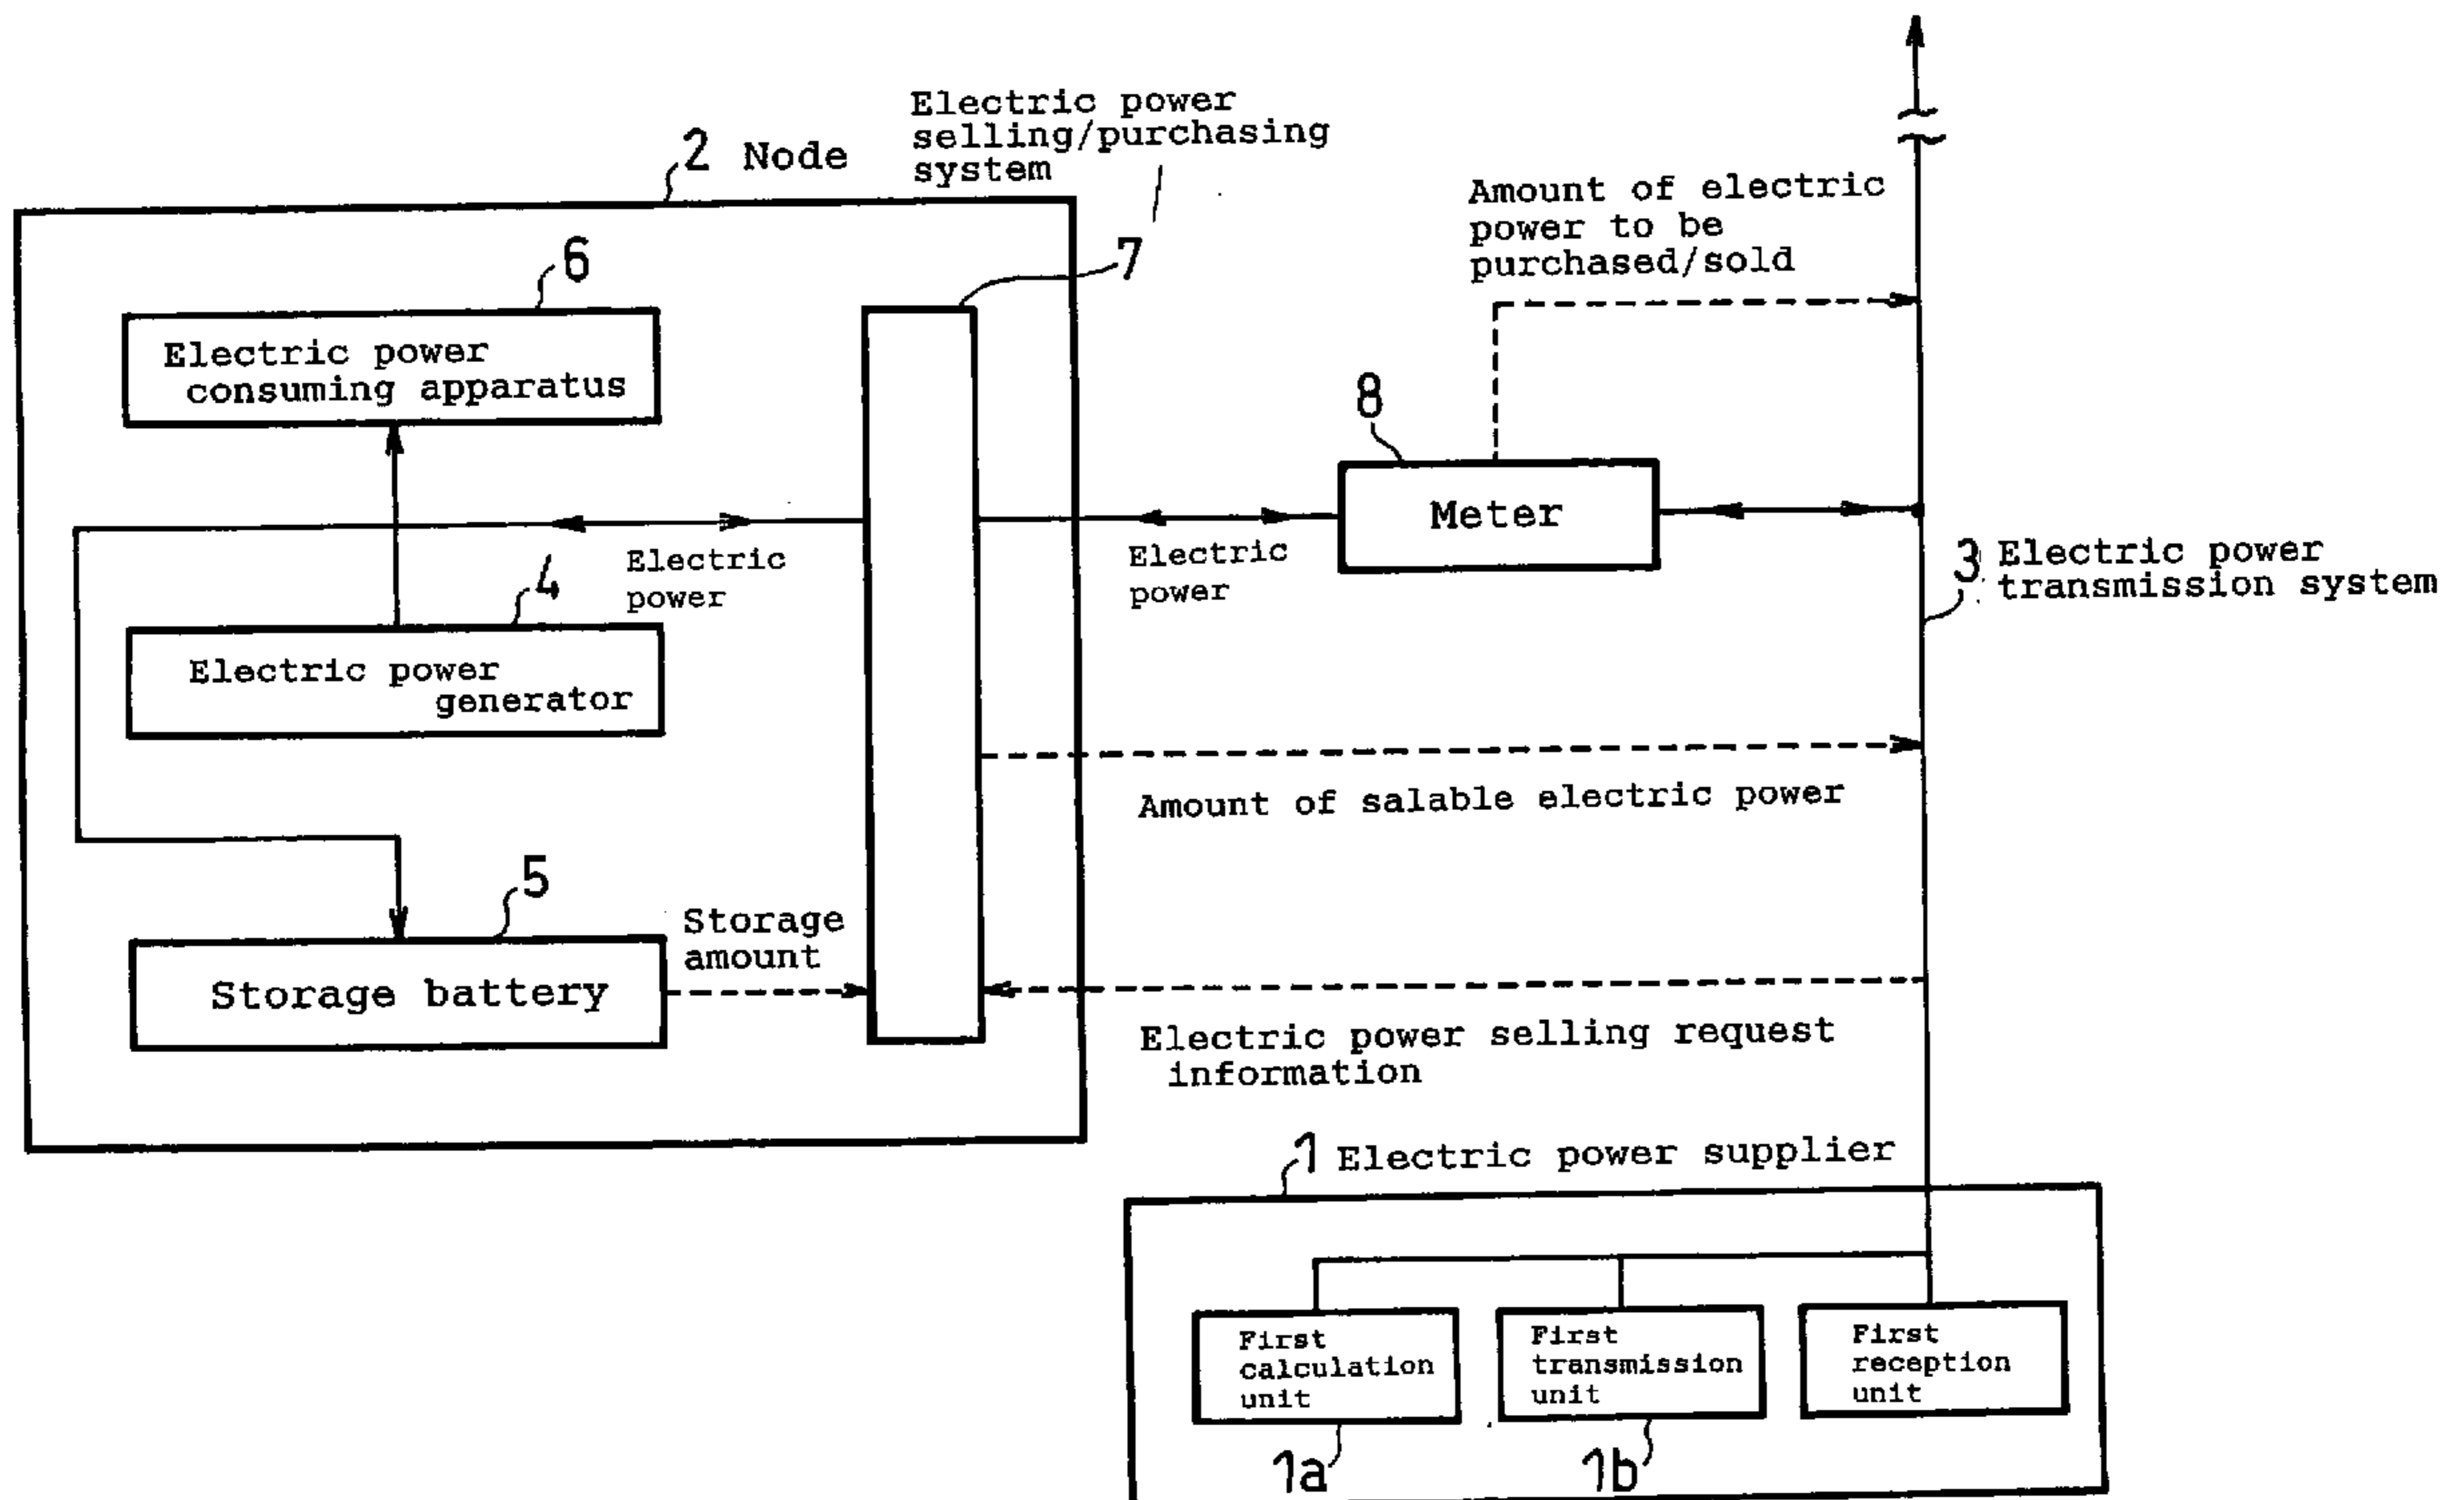 Electric power
selling/purchasing
system
2 Node
7
Amount of electric
power to be
purchased/sold
6
Electric power
consuming apparatus
8
Meter
Electric
power
Electric
power
3 Electric power
transmission system
4
Electric power
generator
Amount of salable electric power
5
Storage
amount
Storage battery
Electric power selling request
information
1 Electric power supplier
First
calculation
unit
First
transmission
unit
First
reception
unit
1a
1b